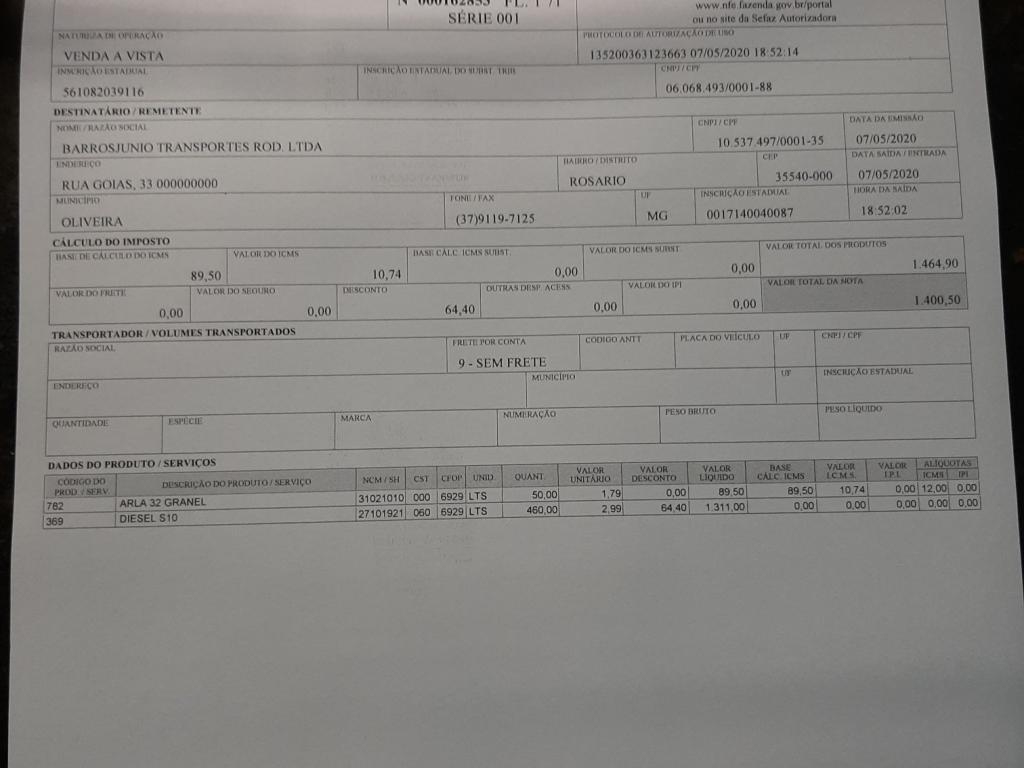 SÉRIE 001
www.nfe.fazenda.gov.br/portal
ou no site da Sefaz Autorizadora
NATUREZA DE OPERAÇÃO
PROTOCOLO DE AUTORIZAÇÃO DE USO
VENDA A VISTA
135200363123663 07/05/2020 18:52:14
INSCRIÇÃO ESTADUAL
INSCRIÇÃO ESTADUAL DO SUBST. TRIB.
CNPJ / CPF
561082039116
06.068.493/0001-88
DESTINATÁRIO / REMETENTE
NOME / RAZÃO SOCIAL
CNPJ / CPF
DATA DA EMISSÃO
BARROSJUNIO TRANSPORTES ROD. LTDA
10.537.497/0001-35
07/05/2020
ENDEREÇO
BAIRRO / DISTRITO
CEP
DATA SAÍDA / ENTRADA
RUA GOIAS, 33 000000000
ROSARIO
35540-000
07/05/2020
MUNICÍPIO
FONE / FAX
UF
INSCRIÇÃO ESTADUAL
HORA DA SAÍDA
OLIVEIRA
(37)9119-7125
MG
0017140040087
18:52:02
CÁLCULO DO IMPOSTO
BASE DE CÁLCULO DO ICMS
VALOR DO ICMS
BASE CÁLC. ICMS SUBST.
VALOR DO ICMS SUBST.
VALOR TOTAL DOS PRODUTOS
89,50
10,74
0,00
0,00
1.464,90
VALOR DO FRETE
VALOR DO SEGURO
DESCONTO
OUTRAS DESP. ACESS.
VALOR DO IPI
VALOR TOTAL DA NOTA
0,00
0,00
64,40
0,00
0,00
1.400,50
TRANSPORTADOR / VOLUMES TRANSPORTADOS
RAZÃO SOCIAL
FRETE POR CONTA
CÓDIGO ANTT
PLACA DO VEÍCULO
UF
CNPJ / CPF
9 - SEM FRETE
ENDEREÇO
MUNICÍPIO
UF
INSCRIÇÃO ESTADUAL
QUANTIDADE
ESPÉCIE
MARCA
NUMERAÇÃO
PESO BRUTO
PESO LÍQUIDO
DADOS DO PRODUTO / SERVIÇOS
CÓDIGO DO PROD. / SERV. DESCRIÇÃO DO PRODUTO / SERVIÇO NCM / SH CST CFOP UNID. QUANT. VALOR UNITÁRIO VALOR DESCONTO VALOR LÍQUIDO BASE CÁLC. ICMS VALOR I.C.M.S. VALOR I.P.I. ALÍQUOTAS ICMS IPI
782 ARLA 32 GRANEL 31021010 000 6929 LTS 50,00 1,79 0,00 89,50 89,50 10,74 0,00 12,00 0,00
369 DIESEL S10 27101921 060 6929 LTS 460,00 2,99 64,40 1.311,00 0,00 0,00 0,00 0,00 0,00